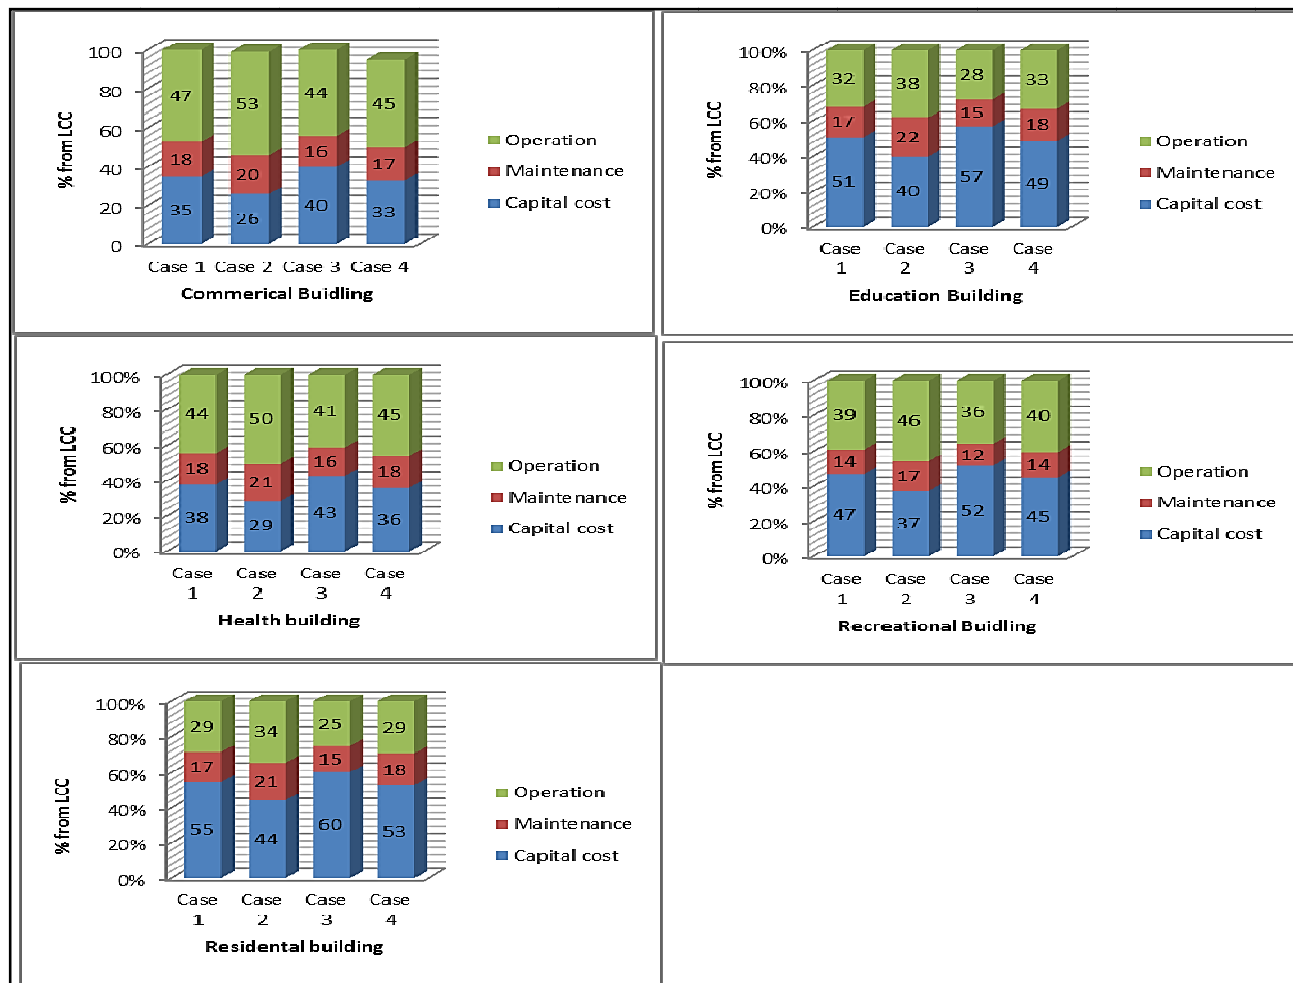 % from LCC
100
80
60
40
20
0
47 53 44 45
18 20 16 17
35 26 40 33
Case 1 Case 2 Case 3 Case 4
Commerical Buidling
Operation
Maintenance
Capital cost
% from LCC
100%
80%
60%
40%
20%
0%
32 38 28 33
17 22 15 18
51 40 57 49
Case Case Case Case
1 2 3 4
Education Building
Operation
Maintenance
Capital cost
% from LCC
100%
80%
60%
40%
20%
0%
44 50 41 45
18 21 16 18
38 29 43 36
Case Case Case Case
1 2 3 4
Health building
Operation
Maintenance
Capital cost
% from LCC
100%
80%
60%
40%
20%
0%
39 46 36 40
14 17 12 14
47 37 52 45
Case Case Case Case
1 2 3 4
Recreational Buidling
Operation
Maintenance
Capital cost
% from LCC
100%
80%
60%
40%
20%
0%
29 34 25 29
17 21 15 18
55 44 60 53
Case Case Case Case
1 2 3 4
Residental building
Operation
Maintenance
Capital cost